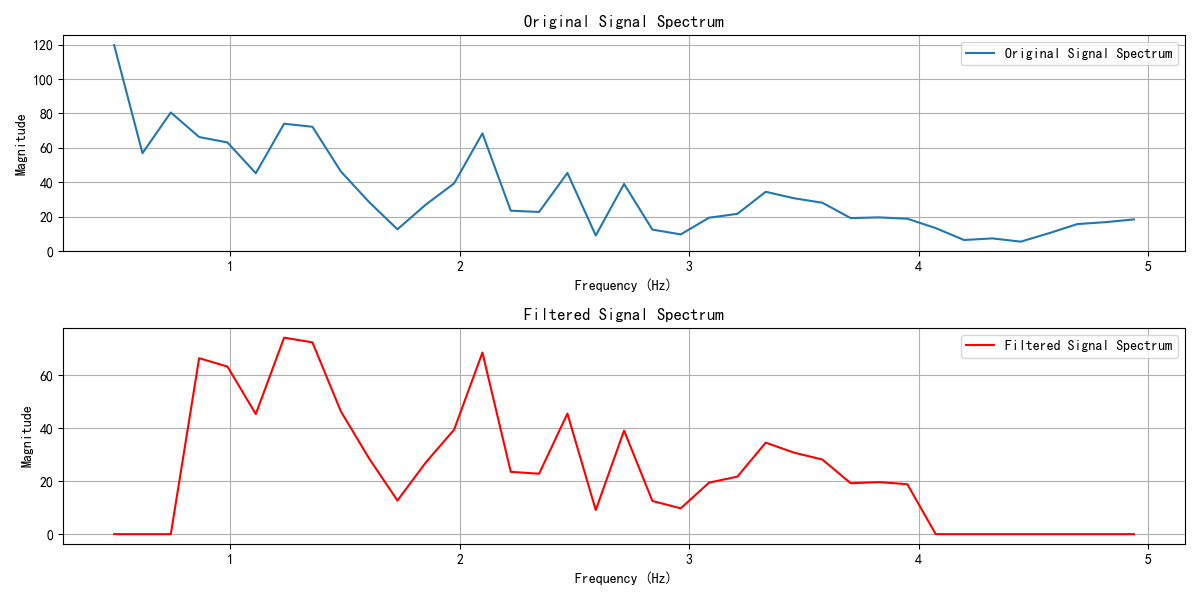 Original Signal Spectrum
120
100
80
60
40
20
0
Magnitude
Original Signal Spectrum
1 2 3 4 5
Frequency (Hz)
Filtered Signal Spectrum
60
40
20
0
Magnitude
Filtered Signal Spectrum
1 2 3 4 5
Frequency (Hz)